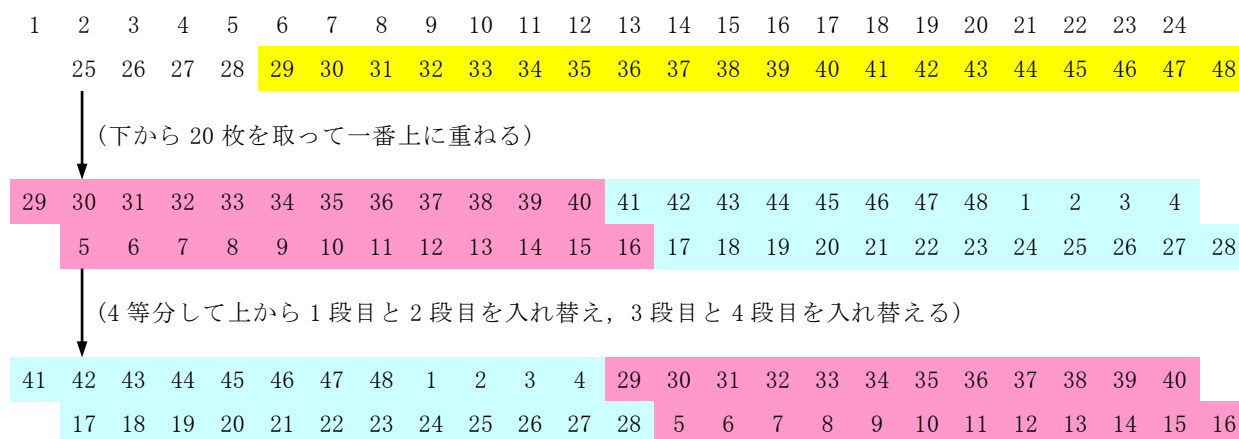 1 2 3 4 5 6 7 8 9 10 11 12 13 14 15 16 17 18 19 20 21 22 23 24
25 26 27 28 29 30 31 32 33 34 35 36 37 38 39 40 41 42 43 44 45 46 47 48
(下から 20 枚を取って一番上に重ねる)
29 30 31 32 33 34 35 36 37 38 39 40 41 42 43 44 45 46 47 48 1 2 3 4
5 6 7 8 9 10 11 12 13 14 15 16 17 18 19 20 21 22 23 24 25 26 27 28
(4 等分して上から 1 段目と 2 段目を入れ替え, 3 段目と 4 段目を入れ替える)
41 42 43 44 45 46 47 48 1 2 3 4 29 30 31 32 33 34 35 36 37 38 39 40
17 18 19 20 21 22 23 24 25 26 27 28 5 6 7 8 9 10 11 12 13 14 15 16